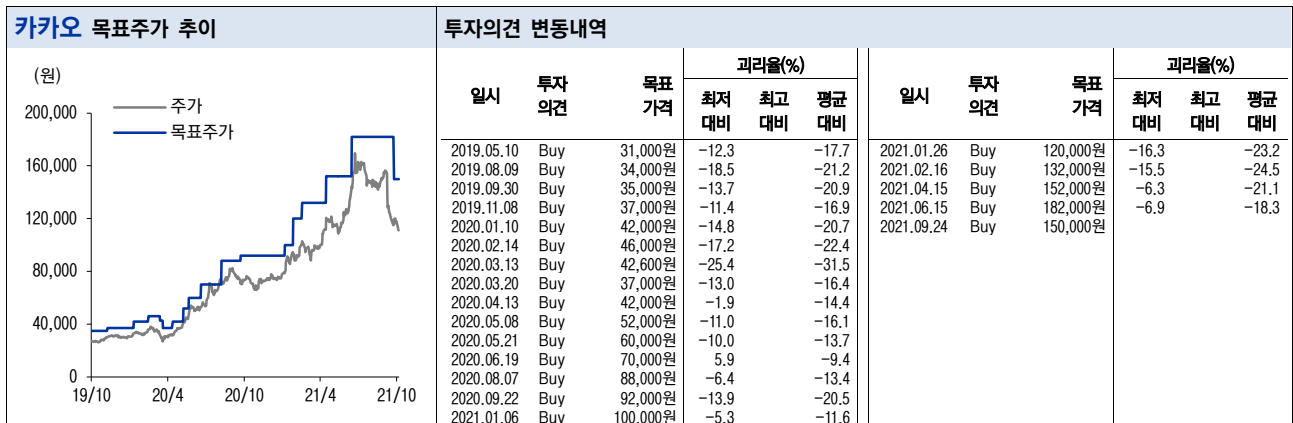 카카오 목표주가 추이
(원)
주가
목표주가
200,000
160,000
120,000
80,000
40,000
0
19/10 20/4 20/10 21/4 21/10
투자의견 변동내역
일시 투자의견 목표가격 괴리율(%)
최저대비 최고대비 평균대비
2019.05.10 Buy 31,000원 −12.3 −17.7
2019.08.09 Buy 34,000원 −18.5 −21.2
2019.09.30 Buy 35,000원 −13.7 −20.9
2019.11.08 Buy 37,000원 −11.4 −16.9
2020.01.10 Buy 42,000원 −14.8 −20.7
2020.02.14 Buy 46,000원 −17.2 −22.4
2020.03.13 Buy 42,600원 −25.4 −31.5
2020.03.20 Buy 37,000원 −13.0 −16.4
2020.04.13 Buy 42,000원 −1.9 −14.4
2020.05.08 Buy 52,000원 −11.0 −16.1
2020.05.21 Buy 60,000원 −10.0 −13.7
2020.06.19 Buy 70,000원 5.9 −9.4
2020.08.07 Buy 88,000원 −6.4 −13.4
2020.09.22 Buy 92,000원 −13.9 −20.5
2021.01.06 Buy 100,000원 −5.3 −11.6
일시 투자의견 목표가격 괴리율(%)
최저대비 최고대비 평균대비
2021.01.26 Buy 120,000원 −16.3 −23.2
2021.02.16 Buy 132,000원 −15.5 −24.5
2021.04.15 Buy 152,000원 −6.3 −21.1
2021.06.15 Buy 182,000원 −6.9 −18.3
2021.09.24 Buy 150,000원